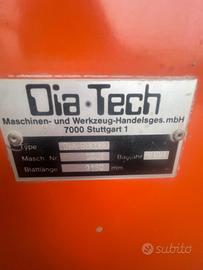 Dia·Tech
Maschinen- und Werkzeug-Handelsges.mbH
7000 Stuttgart 1
Type
Masch. Nr. Baujahr
Blattlänge mm
subito